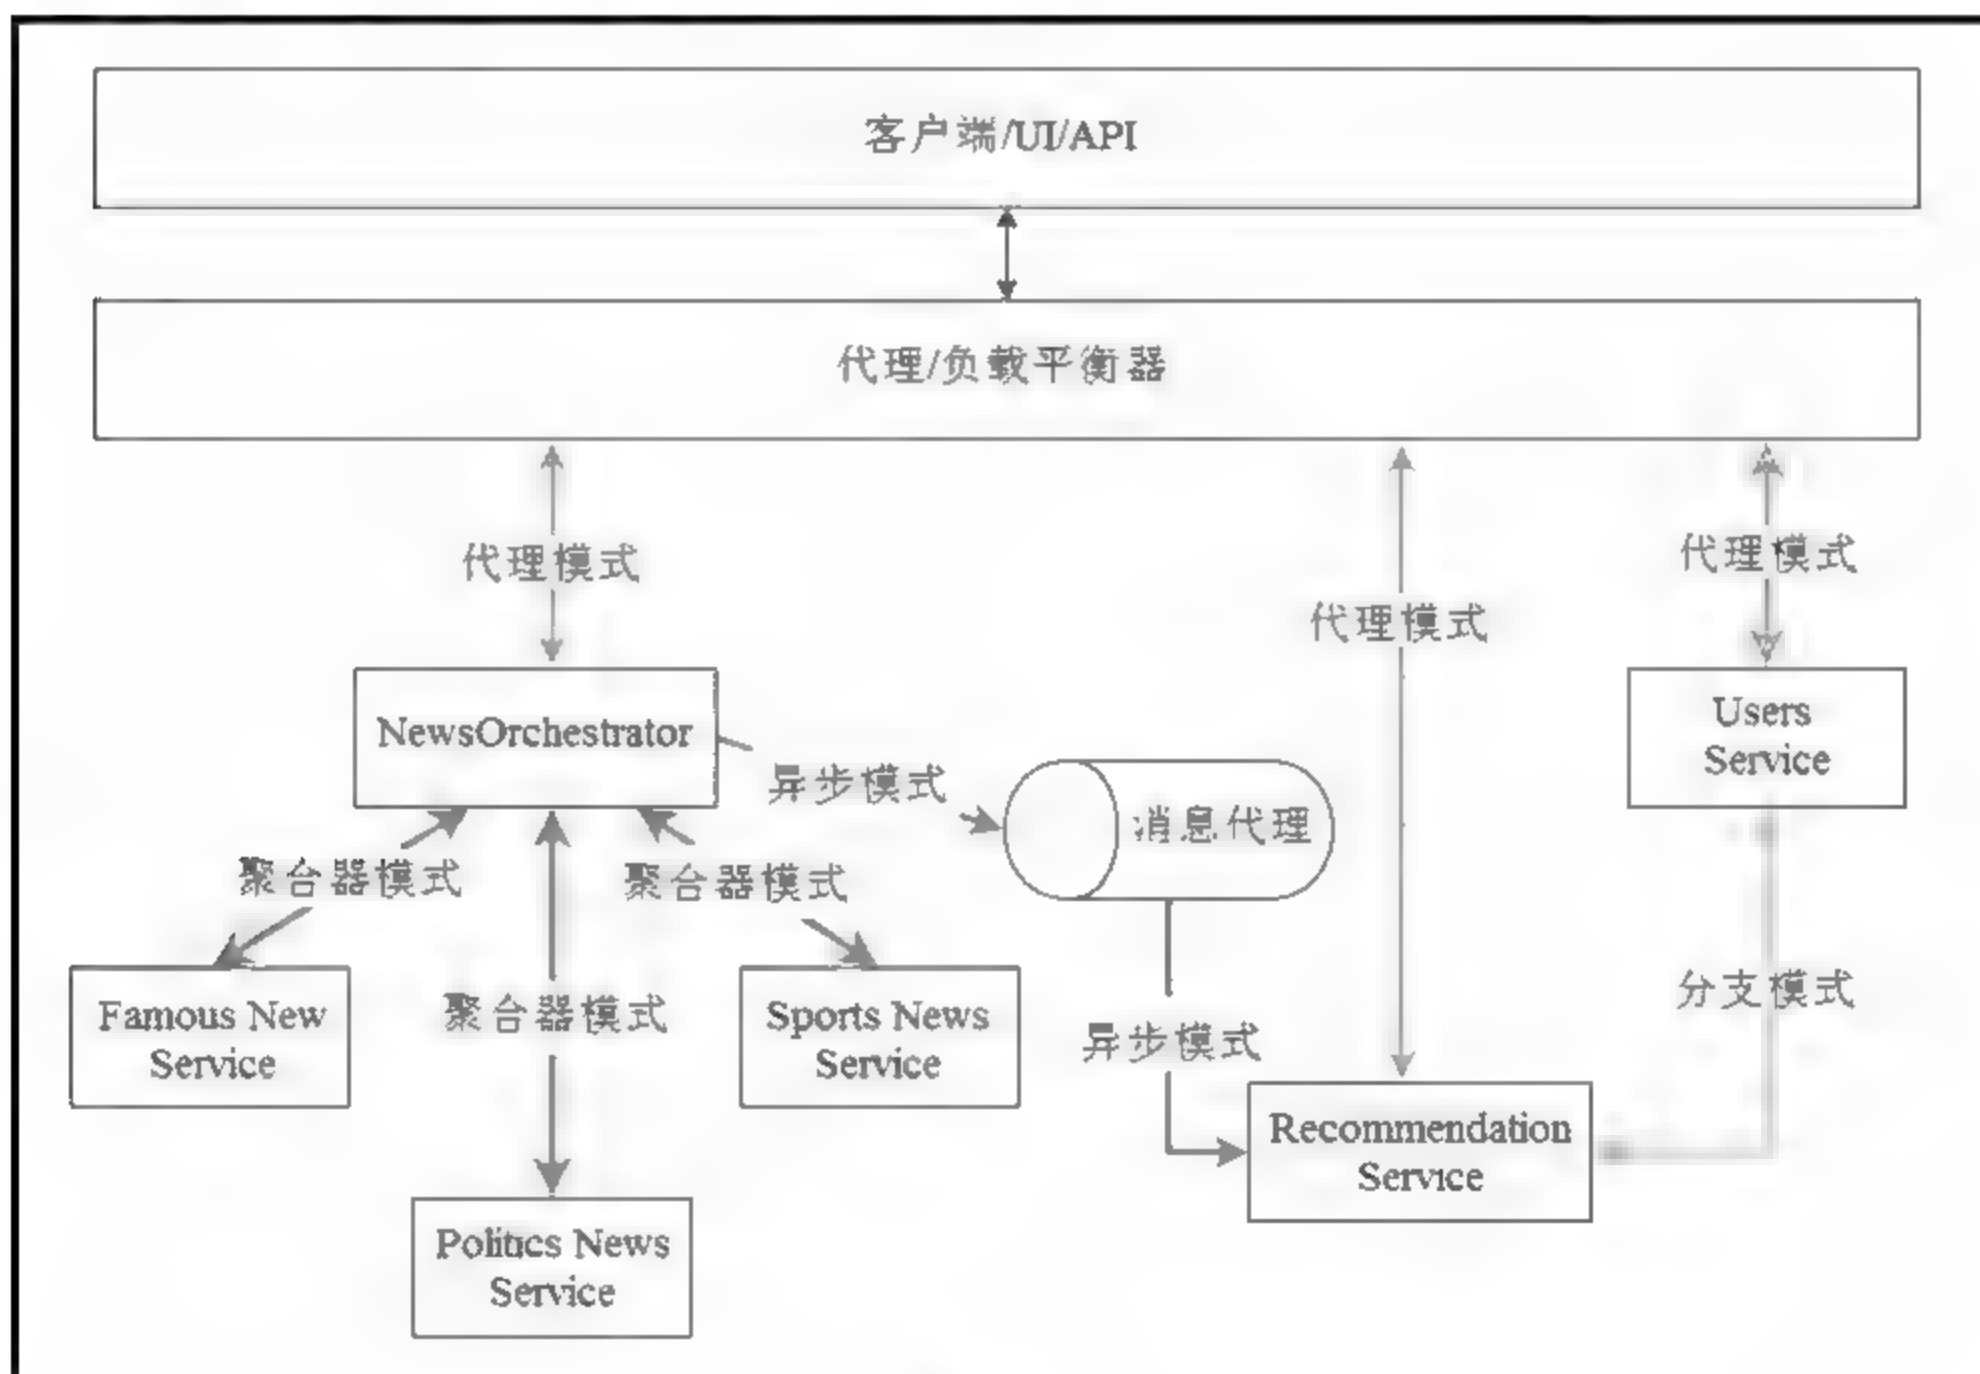 客户端/UI/API
代理/负载平衡器
代理模式
代理模式
代理模式
NewsOrchestrator
Users
Service
异步模式
消息代理
聚合器模式
聚合器模式
Famous New
Service
聚合器模式
Sports News
Service
分支模式
异步模式
Recommendation
Service
Politics News
Service